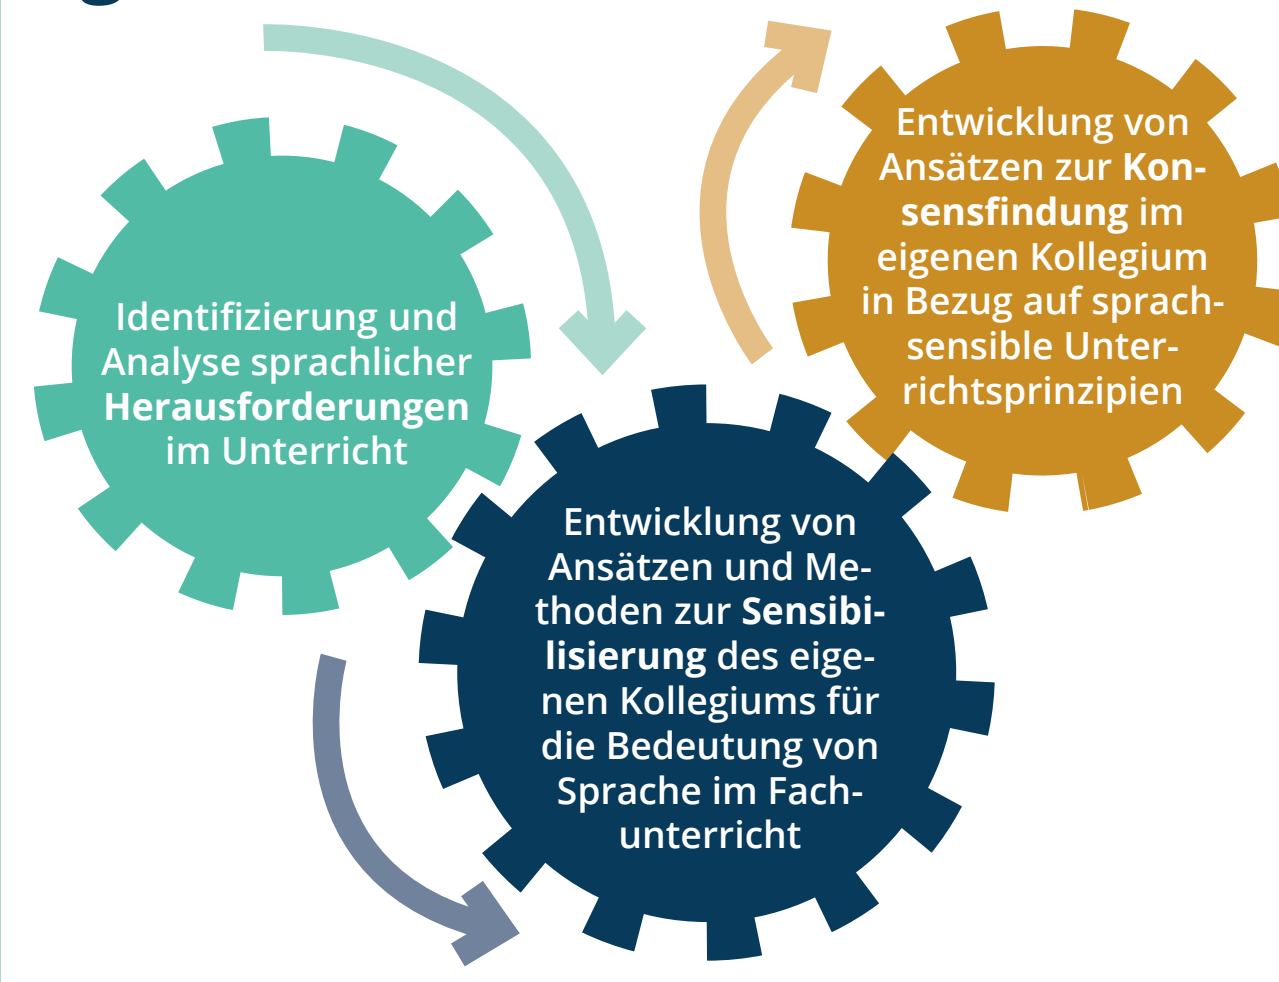 Identifizierung und
Analyse sprachlicher
Herausforderungen
im Unterricht
Entwicklung von
Ansätzen und Me-
thoden zur Sensibi-
lisierung des eige-
nen Kollegiums für
die Bedeutung von
Sprache im Fach-
unterricht
Entwicklung von
Ansätzen zur Kon-
sensfindung im
eigenen Kollegium
in Bezug auf sprach-
sensible Unter-
richtsprinzipien